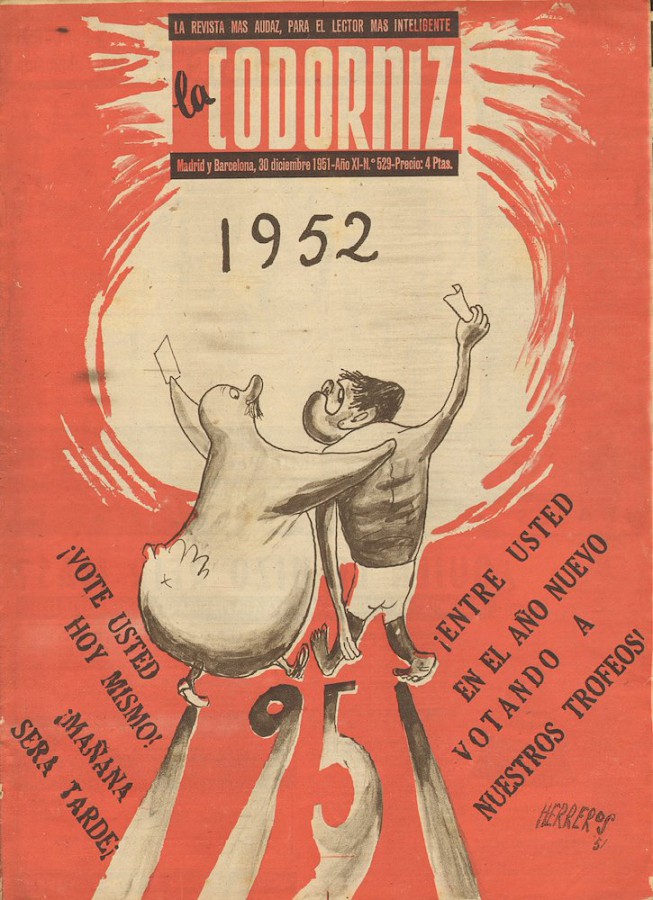 LA REVISTA MAS AUDAZ, PARA EL LECTOR MAS INTELIGENTE
la CODORNIZ
Madrid y Barcelona, 30 diciembre 1951-Año XI-N.º 529-Precio: 4 Ptas.
1952
¡VOTE USTED
HOY MISMO!
¡MAÑANA
SERA TARDE¡
¡ENTRE USTED
EN EL AÑO NUEVO
VOTANDO A
NUESTROS TROFEOS!
95
HERREROS
51